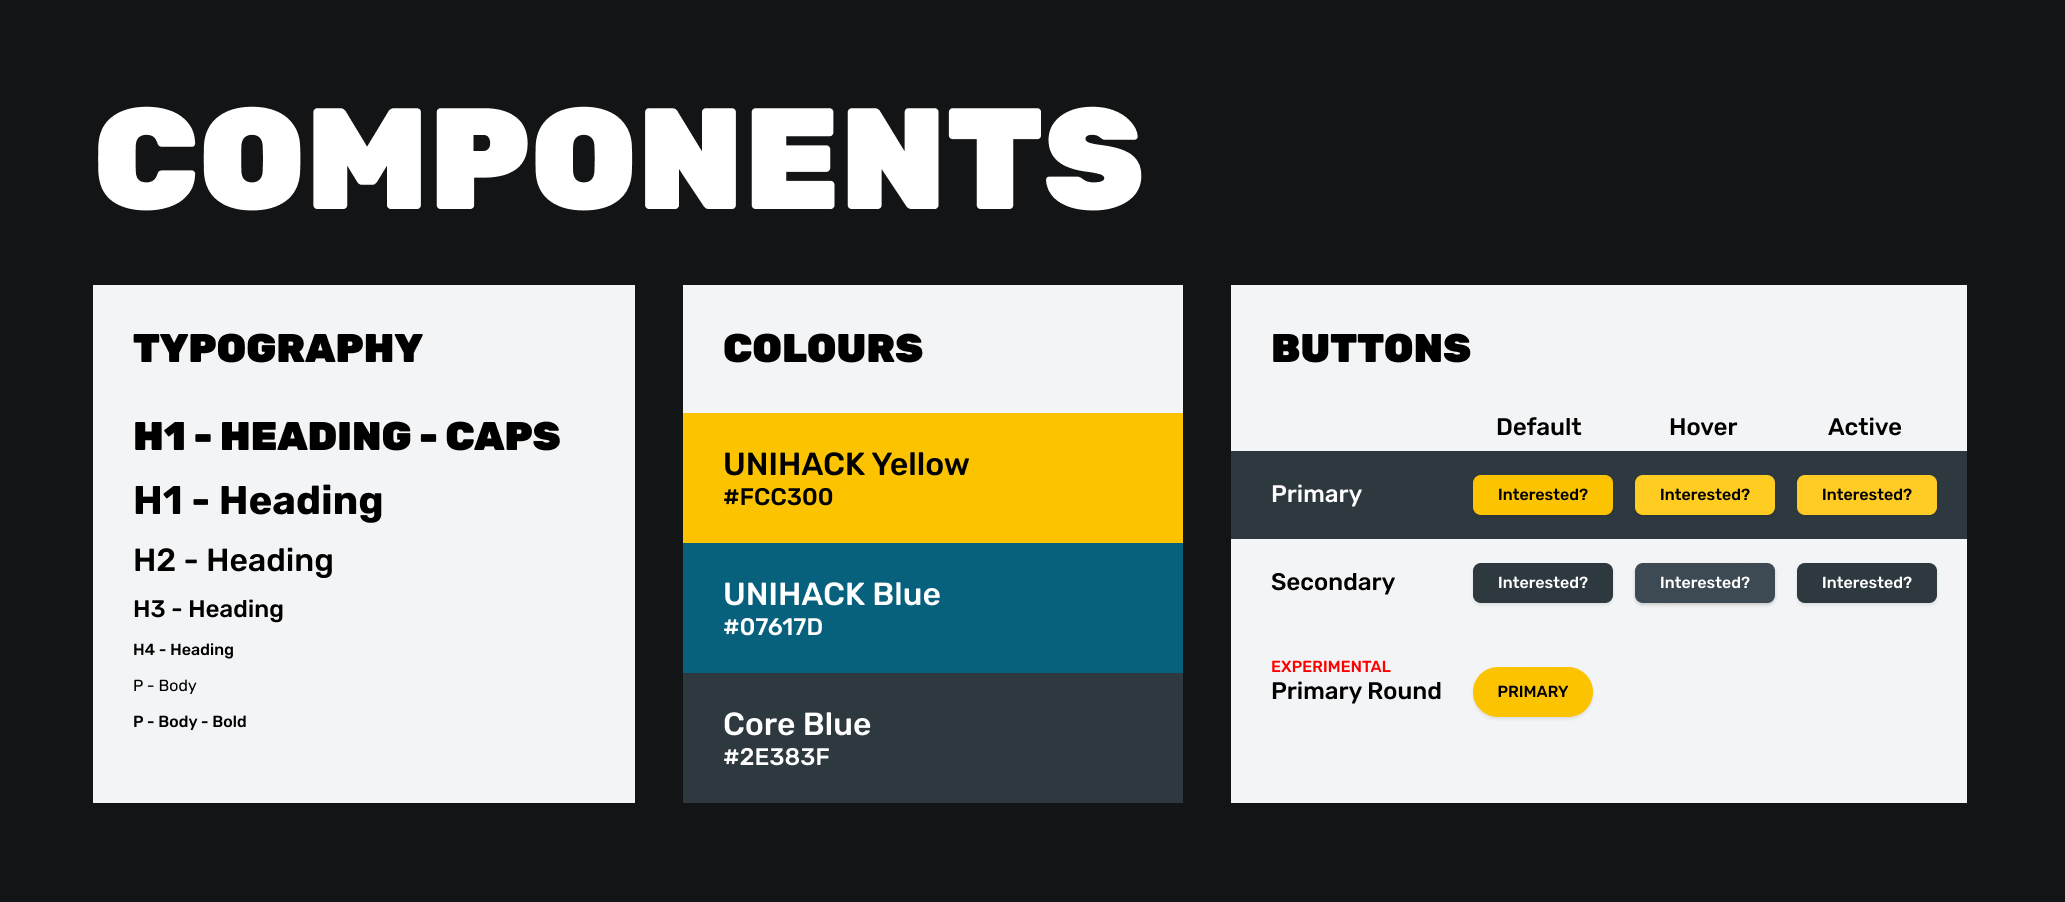 COMPONENTS
TYPOGRAPHY
H1 - HEADING - CAPS
H1 - Heading
H2 - Heading
H3 - Heading
H4 - Heading
P - Body
P - Body - Bold
COLOURS
UNIHACK Yellow
#FCC300
UNIHACK Blue
#07617D
Core Blue
#2E383F
BUTTONS
Default Hover Active
Primary Interested? Interested? Interested?
Secondary Interested? Interested? Interested?
EXPERIMENTAL
Primary Round PRIMARY